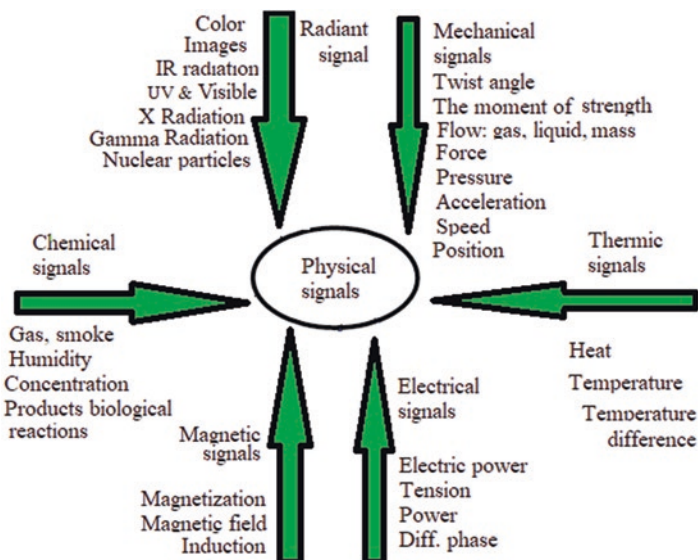 Color
Images
IR radiation
UV & Visible
X Radiation
Gamma Radiation
Nuclear particles
Radiant
signal
Mechanical
signals
Twist angle
The moment of strength
Flow: gas, liquid, mass
Force
Pressure
Acceleration
Speed
Position
Chemical
signals
Gas, smoke
Humidity
Concentration
Products biological
reactions
Physical
signals
Thermic
signals
Heat
Temperature
Temperature
difference
Magnetic
signals
Magnetization
Magnetic field
Induction
Electrical
signals
Electric power
Tension
Power
Diff. phase